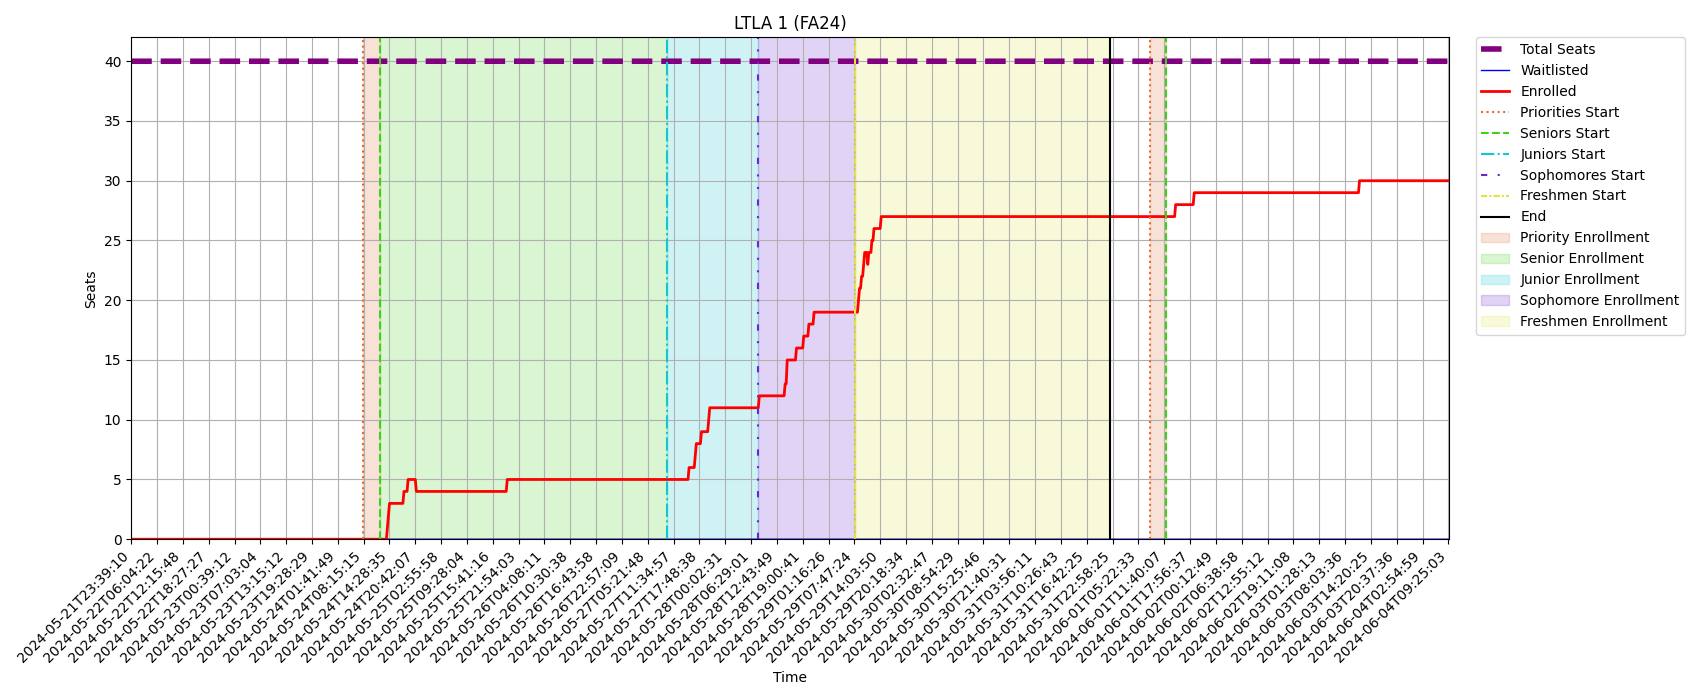 LTLA 1 (FA24)
Seats
40
35
30
25
20
15
10
5
0
2024-05-21T23:39:10
2024-05-22T06:04:22
2024-05-22T12:15:48
2024-05-22T18:27:27
2024-05-23T00:39:12
2024-05-23T07:03:04
2024-05-23T13:15:12
2024-05-23T19:28:29
2024-05-24T01:41:49
2024-05-24T08:15:15
2024-05-24T14:28:35
2024-05-24T20:42:07
2024-05-25T02:55:58
2024-05-25T09:28:04
2024-05-25T15:41:16
2024-05-25T21:54:03
2024-05-26T04:08:11
2024-05-26T10:30:38
2024-05-26T16:43:58
2024-05-26T22:57:09
2024-05-27T05:21:48
2024-05-27T11:34:57
2024-05-27T17:48:38
2024-05-28T00:02:31
2024-05-28T06:29:01
2024-05-28T12:43:49
2024-05-28T19:00:41
2024-05-29T01:16:26
2024-05-29T07:47:24
2024-05-29T14:03:50
2024-05-29T20:18:34
2024-05-30T02:32:47
2024-05-30T08:54:29
2024-05-30T15:25:46
2024-05-30T21:40:31
2024-05-31T03:56:11
2024-05-31T10:26:43
2024-05-31T16:42:25
2024-05-31T22:58:25
2024-06-01T05:22:33
2024-06-01T11:40:07
2024-06-01T17:56:37
2024-06-02T00:12:49
2024-06-02T06:38:58
2024-06-02T12:55:12
2024-06-02T19:11:08
2024-06-03T01:28:13
2024-06-03T08:03:36
2024-06-03T14:20:25
2024-06-03T20:37:36
2024-06-04T02:54:59
2024-06-04T09:25:03
Time
Total Seats
Waitlisted
Enrolled
Priorities Start
Seniors Start
Juniors Start
Sophomores Start
Freshmen Start
End
Priority Enrollment
Senior Enrollment
Junior Enrollment
Sophomore Enrollment
Freshmen Enrollment